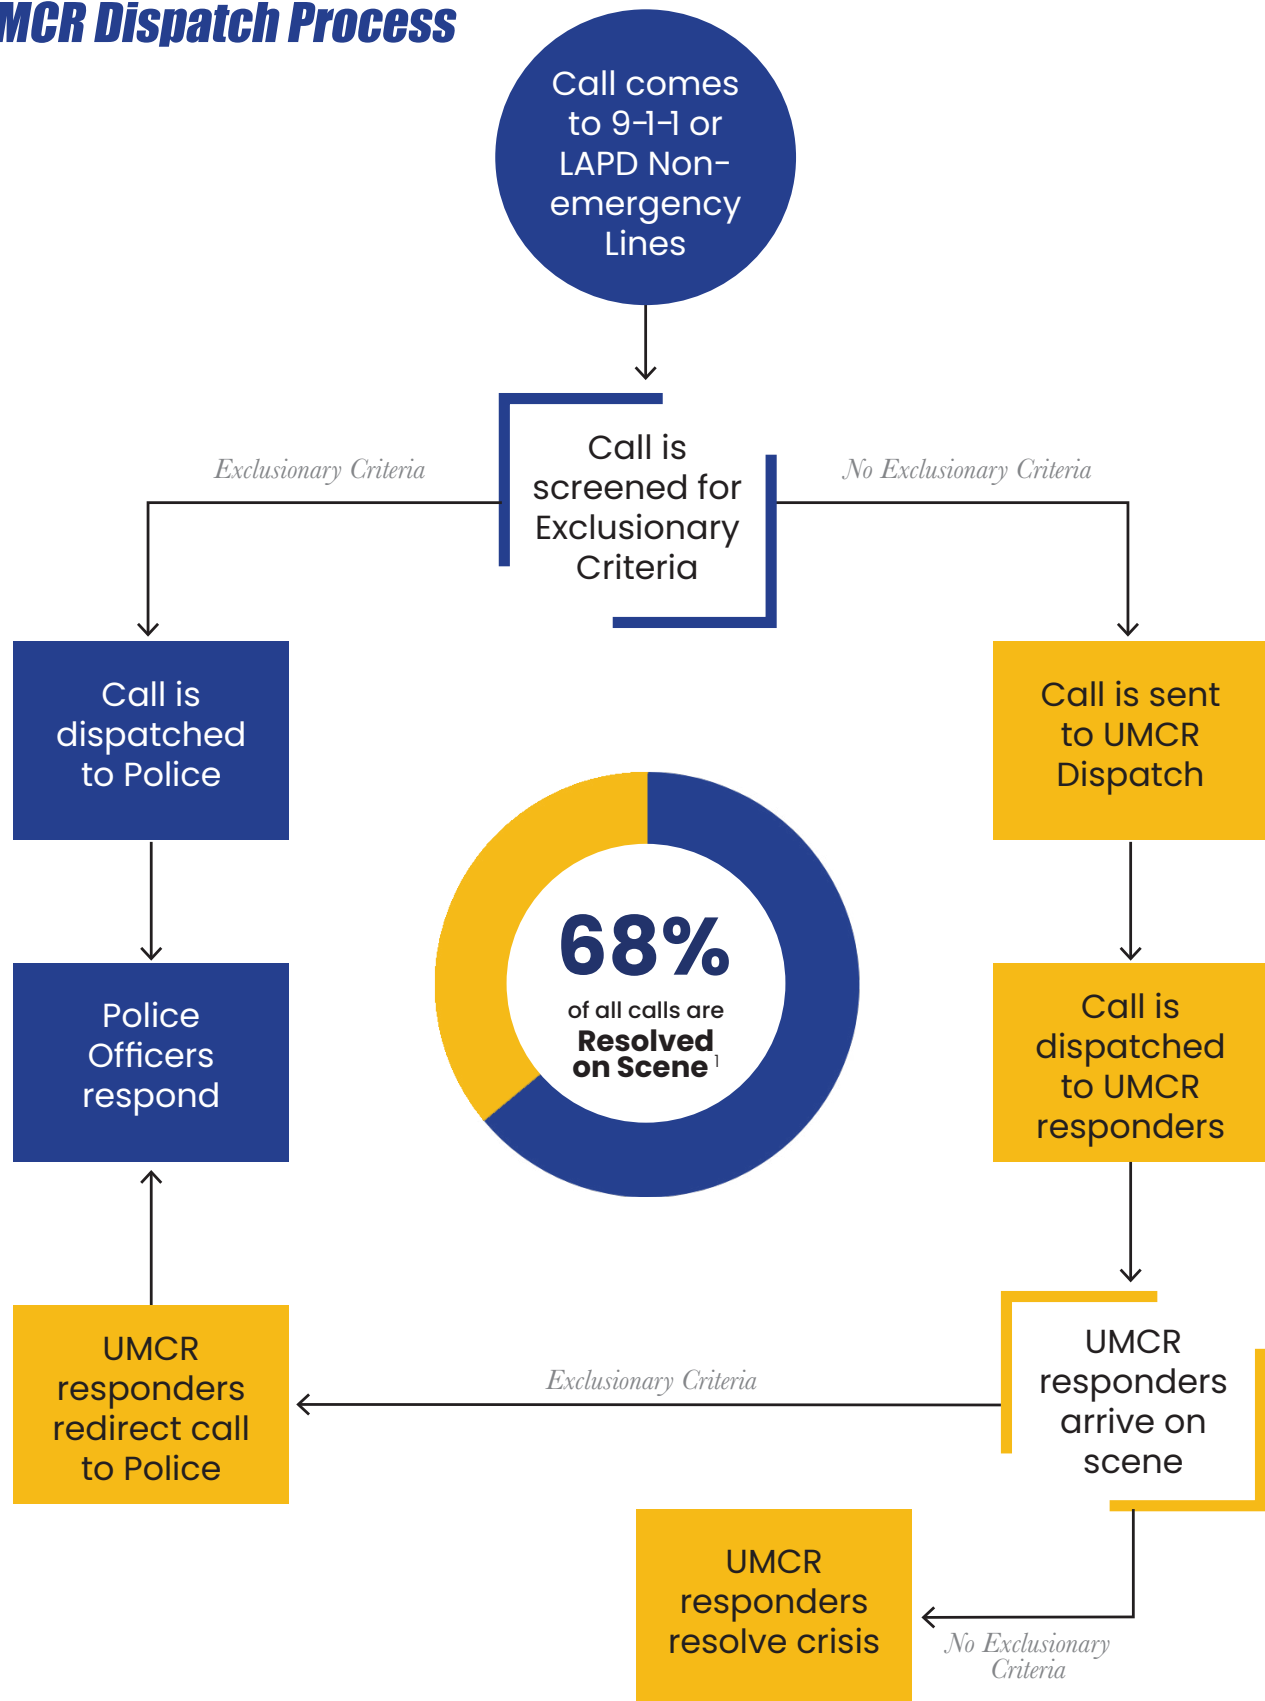 MCR Dispatch Process
Call comes
to 9-1-1 or
LAPD Non-
emergency
Lines
Exclusionary Criteria
No Exclusionary Criteria
Call is
screened for
Exclusionary
Criteria
Call is
dispatched
to Police
Call is sent
to UMCR
Dispatch
68%
of all calls are
Resolved
on Scene 1
Police
Officers
respond
Call is
dispatched
to UMCR
responders
UMCR
responders
redirect call
to Police
Exclusionary Criteria
UMCR
responders
arrive on
scene
UMCR
responders
resolve crisis
No Exclusionary
Criteria